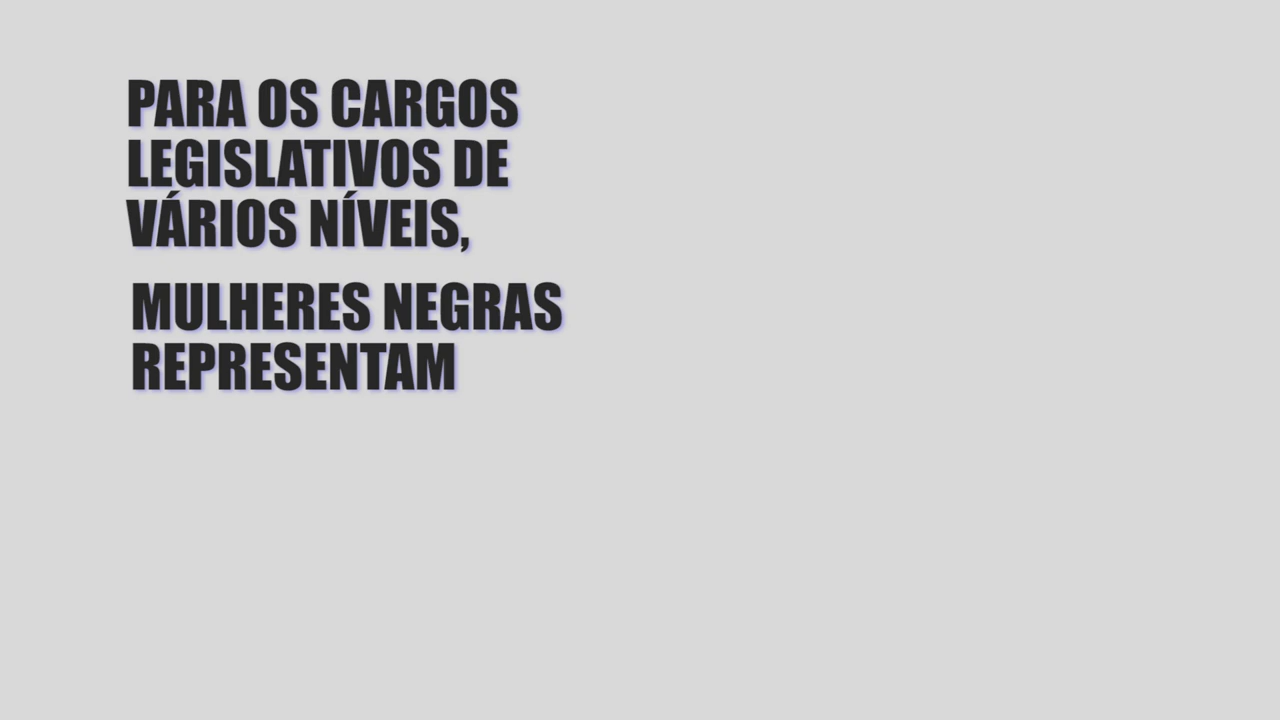 PARA OS CARGOS
LEGISLATIVOS DE
VÁRIOS NÍVEIS,
MULHERES NEGRAS
REPRESENTAM